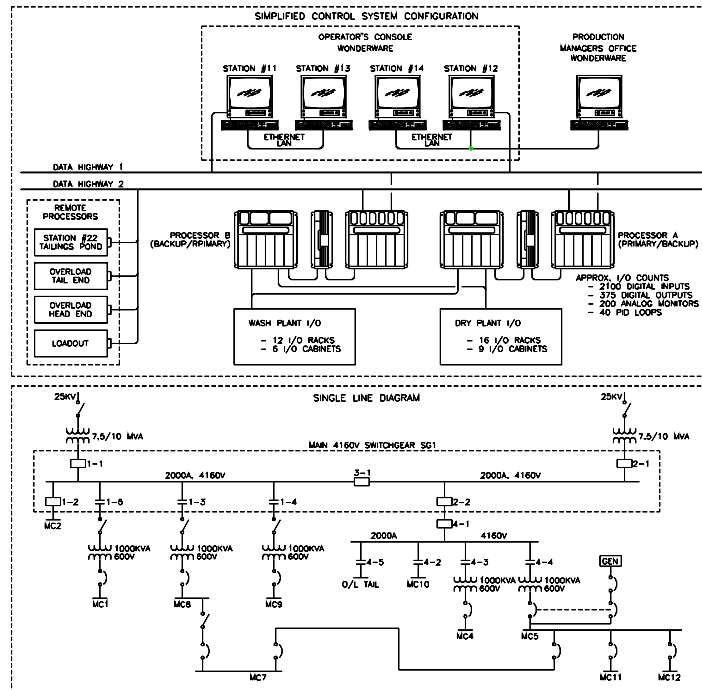 SIMPLIFIED CONTROL SYSTEM CONFIGURATION
OPERATOR'S CONSOLE
WONDERWARE
PRODUCTION
MANAGERS OFFICE
WONDERWARE
STATION #11
STATION #13
STATION #14
STATION #12
ETHERNET
LAN
ETHERNET
LAN
DATA HIGHWAY 1
DATA HIGHWAY 2
REMOTE
PROCESSORS
STATION #22
TAILINGS POND
OVERLOAD
TAIL END
OVERLOAD
HEAD END
LOADOUT
PROCESSOR B
(BACKUP/RPIMARY)
PROCESSOR A
(PRIMARY/BACKUP)
APPROX. I/O COUNTS
- 2100 DIGITAL INPUTS
- 375 DIGITAL OUTPUTS
- 200 ANALOG MONITORS
- 40 PID LOOPS
WASH PLANT I/O
- 12 I/O RACKS
- 6 I/O CABINETS
DRY PLANT I/O
- 16 I/O RACKS
- 9 I/O CABINETS
SINGLE LINE DIAGRAM
25KV
25KV
7.5/10 MVA
7.5/10 MVA
MAIN 4160V SWITCHGEAR SG1
1-1
2-1
2000A, 4160V
3-1
2000A, 4160V
1-2
1-6
1-3
1-4
2-2
MC2
4-1
2000A
4160V
1000KVA
600V
1000KVA
600V
1000KVA
600V
4-5
4-2
4-3
4-4
GEN
O/L TAIL
MC10
1000KVA
600V
1000KVA
600V
MC1
MC8
MC9
MC4
MC5
MC7
MC11
MC12